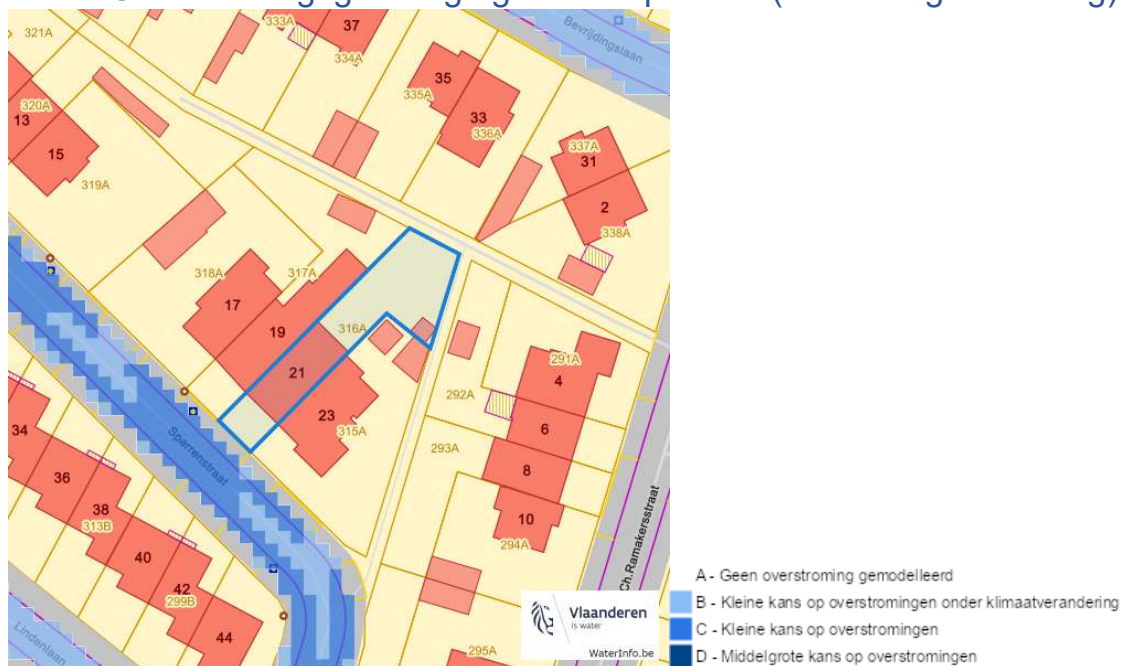 321A
333A
37
334A
Bevrijdingslaan
35
335A
33
336A
320A
13
15
319A
337A
31
2
338A
318A
317A
17
19
316A
21
23
315A
291A
4
292A
6
293A
8
10
294A
34
36
38
313B
40
42
299B
44
Sparrenstraat
Lindenlaan
Ch.Ramakersstraat
295A
Vlaanderen
is water
WaterInfo.be
A - Geen overstroming gemodelleerd
B - Kleine kans op overstromingen onder klimaatverandering
C - Kleine kans op overstromingen
D - Middelgrote kans op overstromingen